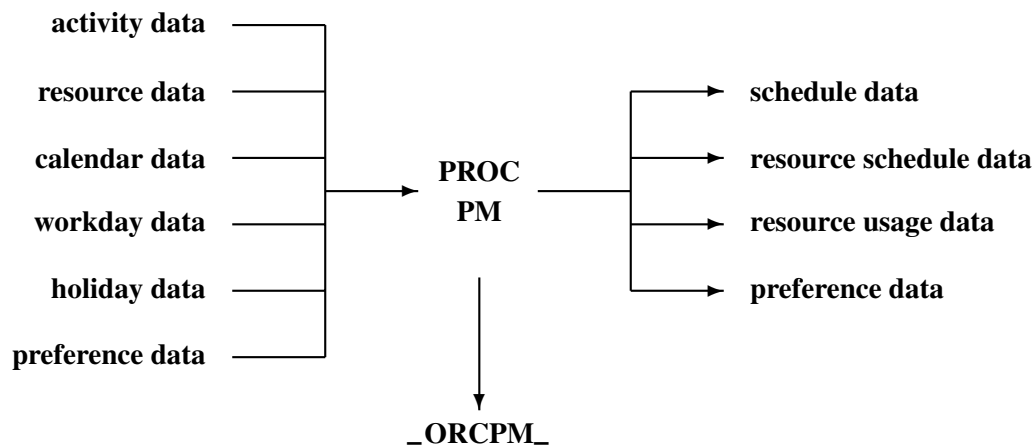 activity data
resource data
calendar data
workday data
holiday data
preference data
PROC
PM
_ORCPM_
schedule data
resource schedule data
resource usage data
preference data